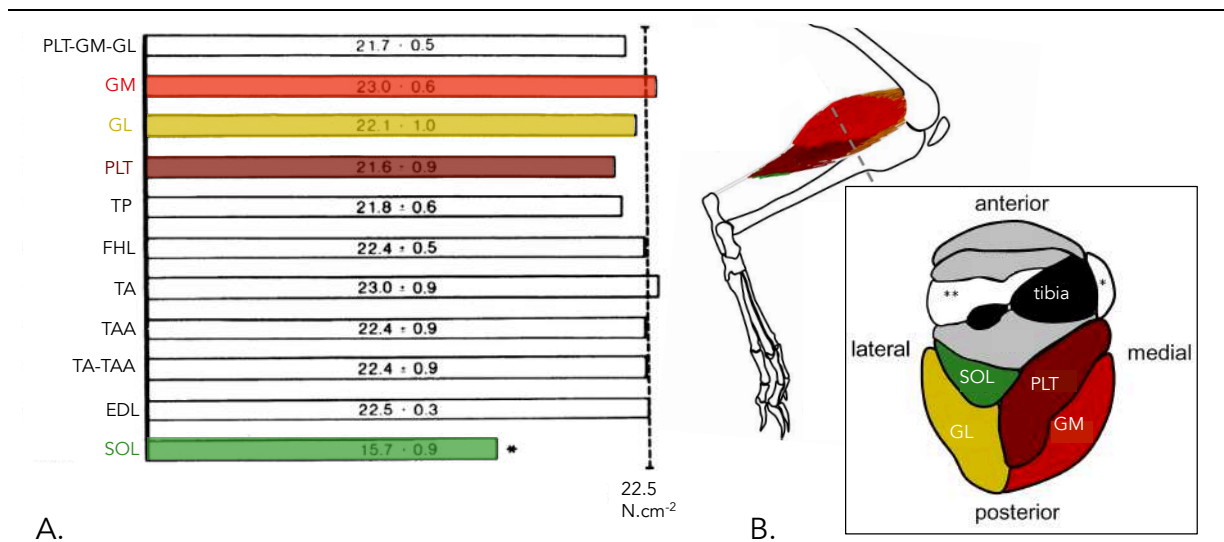 PLT-GM-GL 21.7 · 0.5
GM 23.0 · 0.6
GL 22.1 · 1.0
PLT 21.6 · 0.9
TP 21.8 ± 0.6
FHL 22.4 ± 0.5
TA 23.0 ± 0.9
TAA 22.4 ± 0.9
TA-TAA 22.4 ± 0.9
EDL 22.5 · 0.3
SOL 15.7 · 0.9 *
22.5
N.cm-2
A.
anterior
** tibia *
lateral medial
SOL PLT
GL GM
posterior
B.